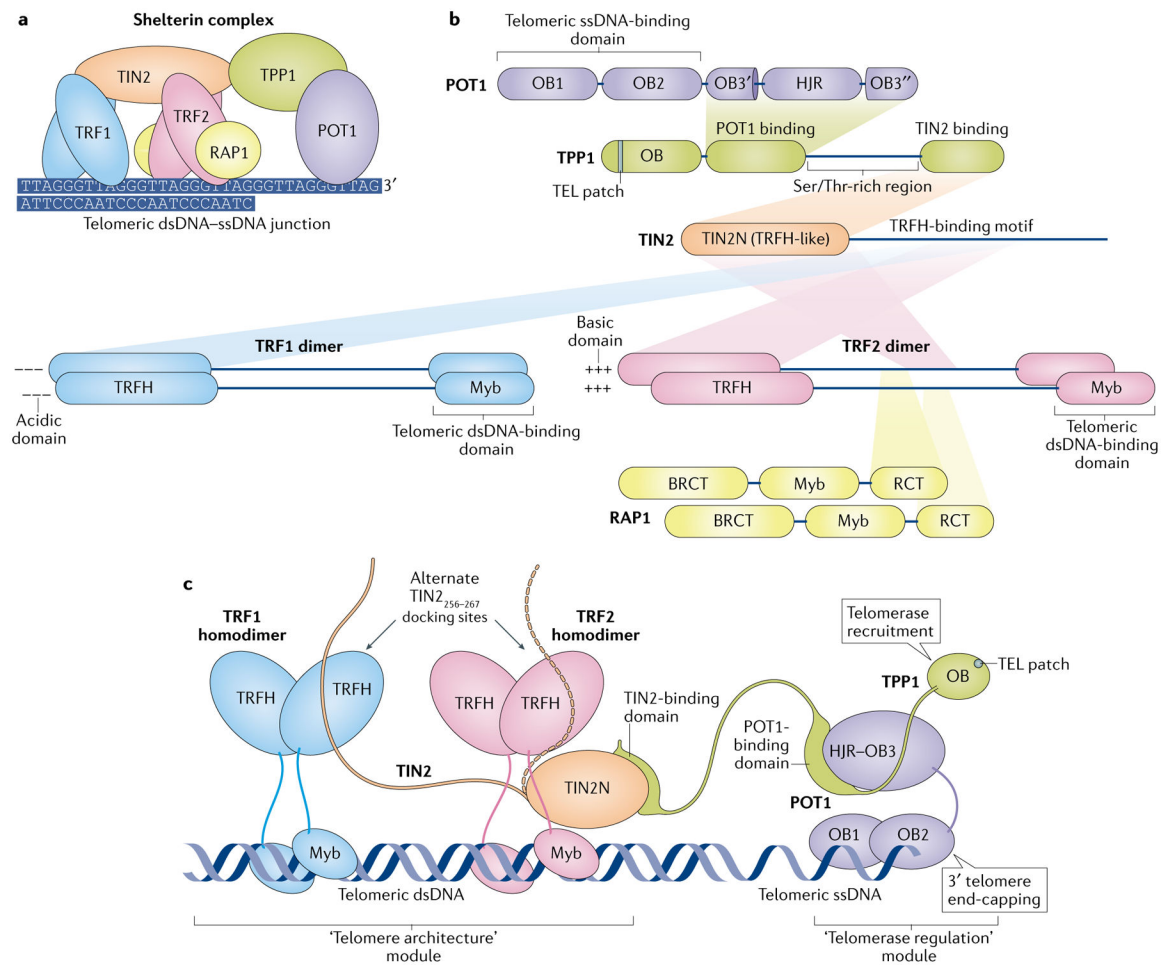 a
Shelterin complex
TIN2
TPP1
TRF1
TRF2
RAP1
POT1
TTAGGGTTAGGGTTAGGGTTAGGGTTAGGGTTAG 3′
ATTCCCAATCCCAATCCCAATC
Telomeric dsDNA–ssDNA junction
b
Telomeric ssDNA-binding
domain
POT1
OB1
OB2
OB3′
HJR
OB3′′
POT1 binding
TIN2 binding
TPP1
OB
TEL patch
Ser/Thr-rich region
TIN2
TIN2N (TRFH-like)
TRFH-binding motif
TRF1 dimer
–––
–––
TRFH
Myb
Acidic
domain
Telomeric dsDNA-binding
domain
Basic
domain
TRF2 dimer
+++
+++
TRFH
Myb
Telomeric
dsDNA-binding
domain
BRCT
Myb
RCT
RAP1
BRCT
Myb
RCT
c
TRF1
homodimer
Alternate
TIN2256–267
docking sites
TRF2
homodimer
TRFH
TRFH
TRFH
TRFH
TIN2-binding
domain
Telomerase
recruitment
TPP1
OB
TEL patch
POT1-
binding
domain
HJR–OB3
TIN2
TIN2N
POT1
OB1
OB2
Myb
Myb
Telomeric dsDNA
Telomeric ssDNA
3′ telomere
end-capping
‘Telomere architecture’
module
‘Telomerase regulation’
module